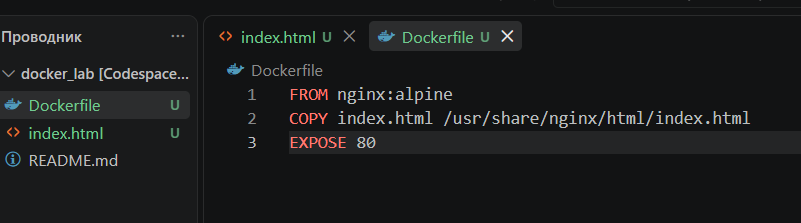 Проводник ...
index.html U
Dockerfile U
docker_lab [Codespace...
Dockerfile U
index.html U
README.md
Dockerfile
1 FROM nginx:alpine
2 COPY index.html /usr/share/nginx/html/index.html
3 EXPOSE 80